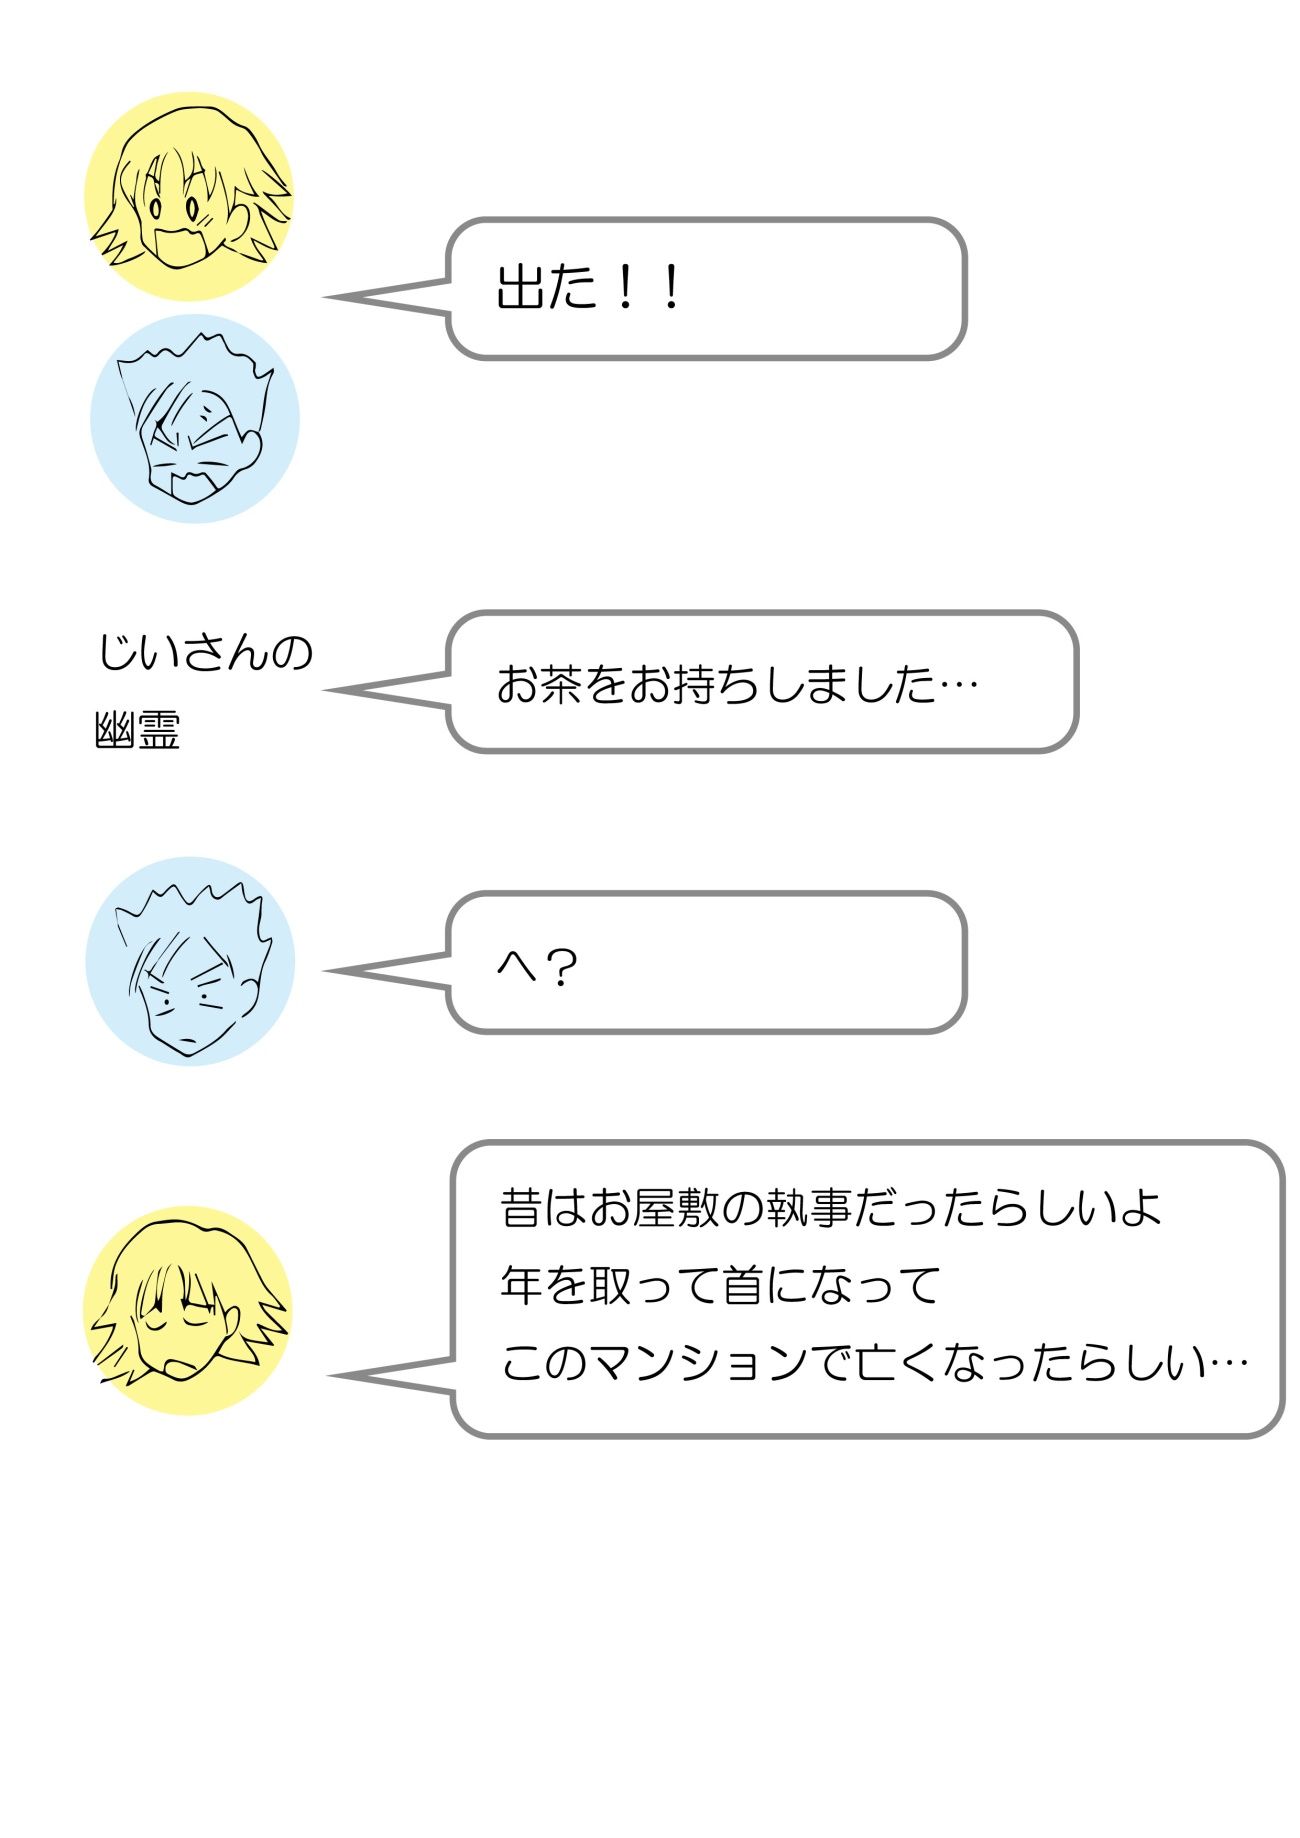 出た！！
じいさんの
幽霊
お茶をお持ちしました…
へ？
昔はお屋敷の執事だったらしいよ
年を取って首になって
このマンションで亡くなったらしい…